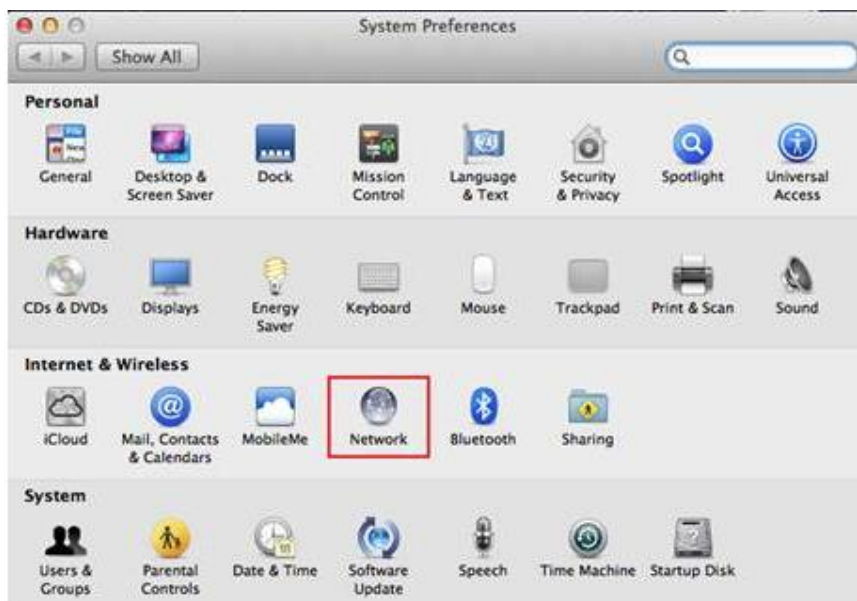 System Preferences
Show All
Personal
General
Desktop &
Screen Saver
Dock
Mission
Control
Language
& Text
Security
& Privacy
Spotlight
Universal
Access
Hardware
CDs & DVDs
Displays
Energy
Saver
Keyboard
Mouse
Trackpad
Print & Scan
Sound
Internet & Wireless
iCloud
Mail, Contacts
& Calendars
MobileMe
Network
Bluetooth
Sharing
System
Users &
Groups
Parental
Controls
Date & Time
Software
Update
Speech
Time Machine
Startup Disk